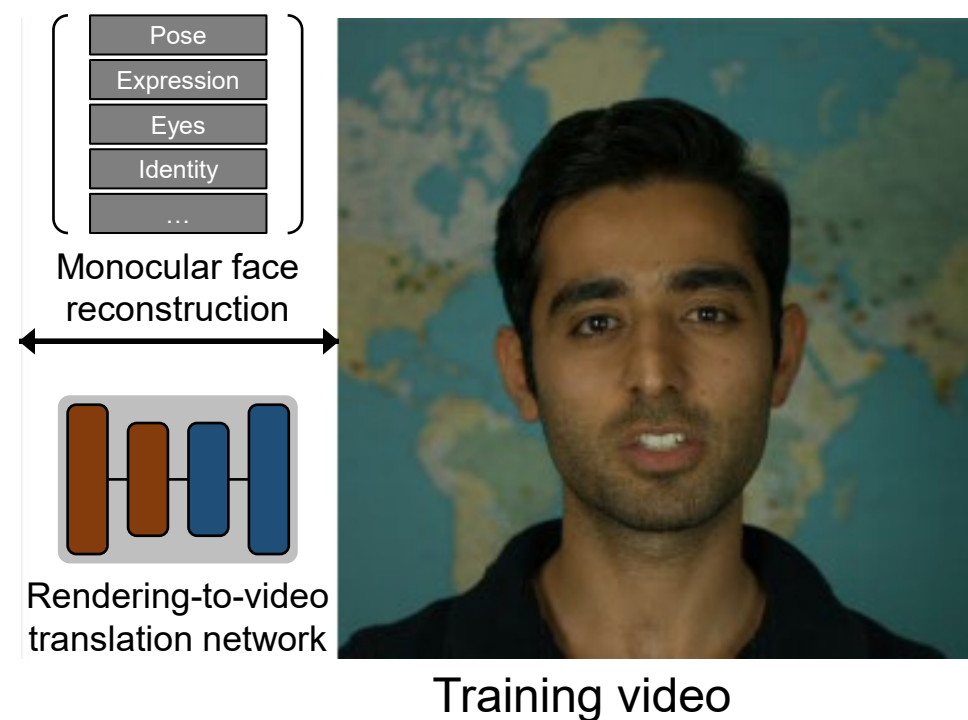 Pose
Expression
Eyes
Identity
…
Monocular face
reconstruction
Rendering-to-video
translation network
Training video